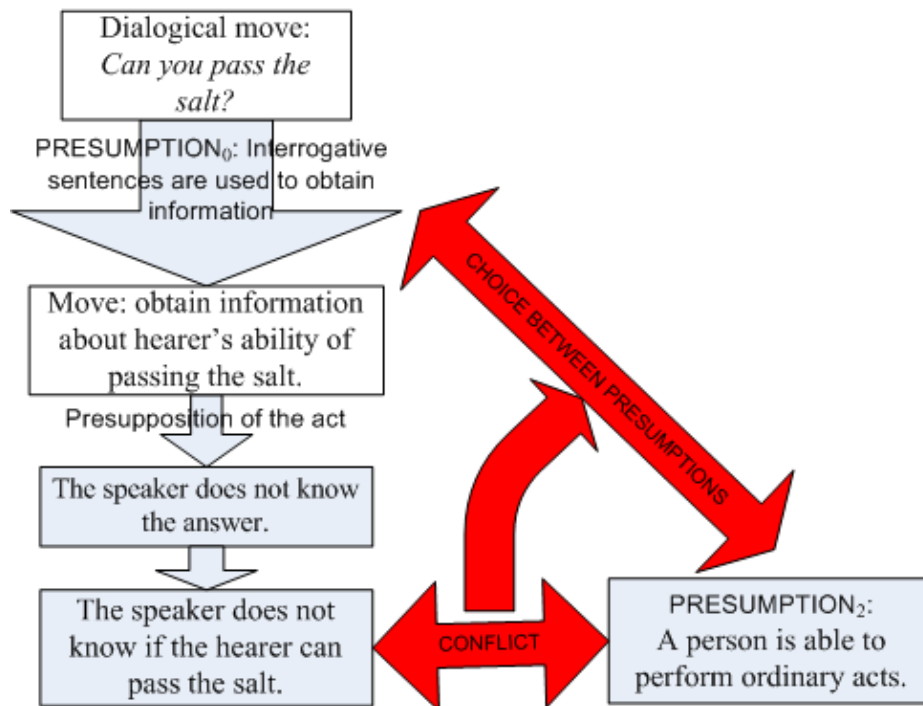 Dialogical move:
Can you pass the
salt?
PRESUMPTION₀: Interrogative
sentences are used to obtain
information
Move: obtain information
about hearer’s ability of
passing the salt.
Presupposition of the act
The speaker does not know
the answer.
The speaker does not
know if the hearer can
pass the salt.
CONFLICT
CHOICE BETWEEN PRESUMPTIONS
PRESUMPTION₂:
A person is able to
perform ordinary acts.